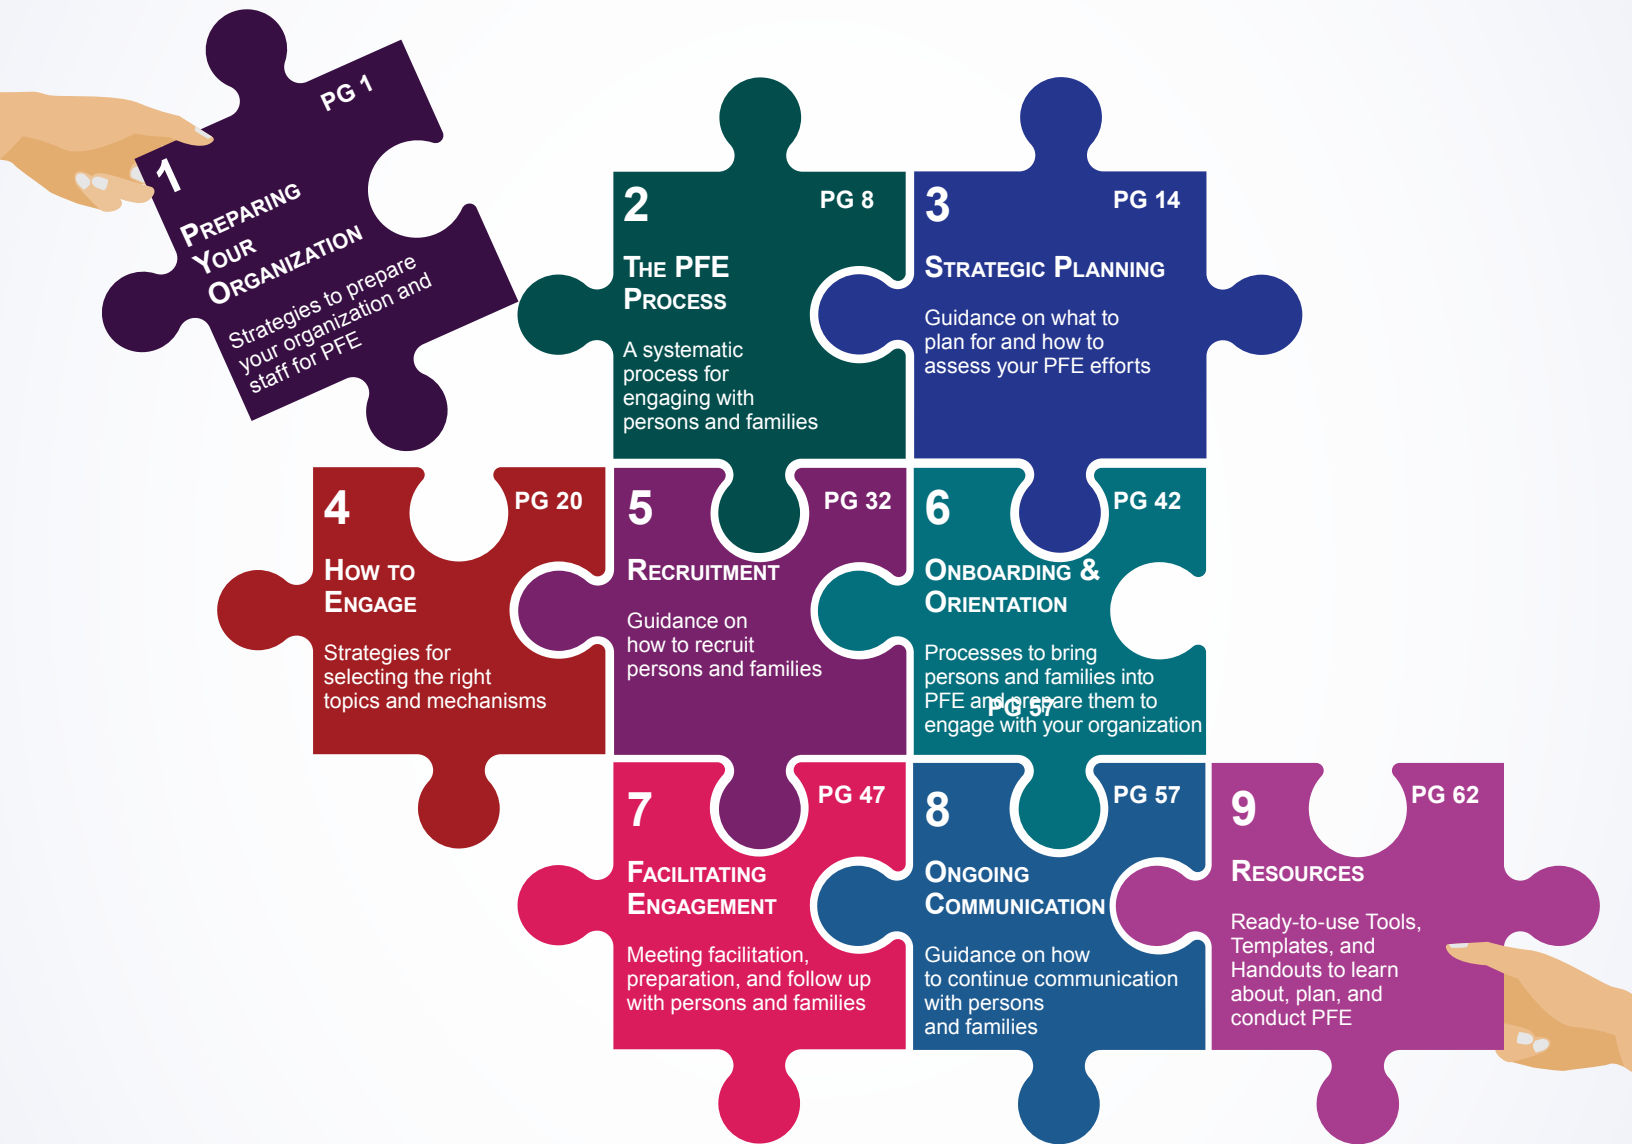 PG 1
1
PREPARING
YOUR
ORGANIZATION
Strategies to prepare
your organization and
staff for PFE
2
PG 8
THE PFE
PROCESS
A systematic
process for
engaging with
persons and families
3
PG 14
STRATEGIC PLANNING
Guidance on what to
plan for and how to
assess your PFE efforts
4
PG 20
HOW TO
ENGAGE
Strategies for
selecting the right
topics and mechanisms
5
PG 32
RECRUITMENT
Guidance on
how to recruit
persons and families
6
PG 42
ONBOARDING &
ORIENTATION
Processes to bring
persons and families into
PFE and prepare them to
PG 57
engage with your organization
7
PG 47
FACILITATING
ENGAGEMENT
Meeting facilitation,
preparation, and follow up
with persons and families
8
PG 57
ONGOING
COMMUNICATION
Guidance on how
to continue communication
with persons
and families
9
PG 62
RESOURCES
Ready-to-use Tools,
Templates, and
Handouts to learn
about, plan, and
conduct PFE